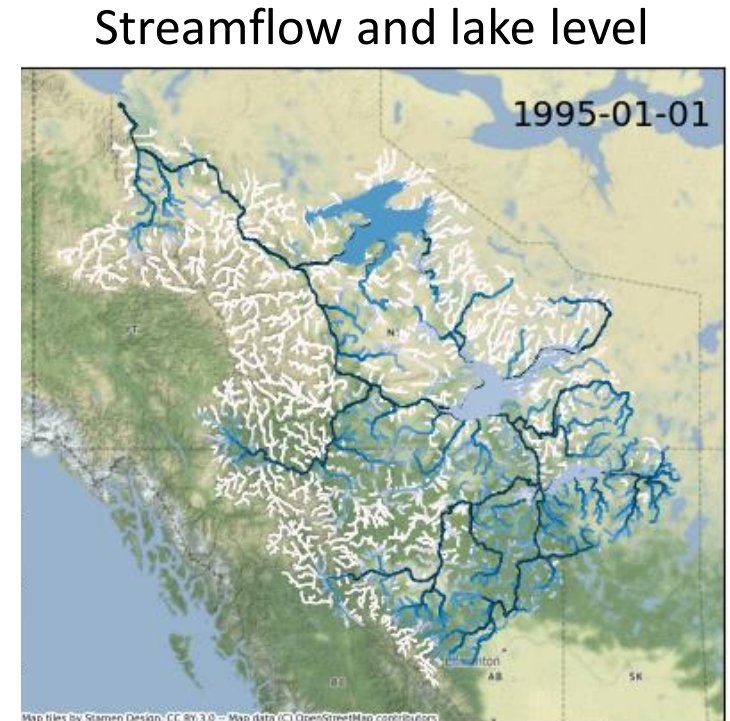 Streamflow and lake level
1995-01-01
N
Edmonton
AB
SK
BC
Map tiles by Stamen Design, CC BY 3.0 -- Map data (C) OpenStreetMap contributors